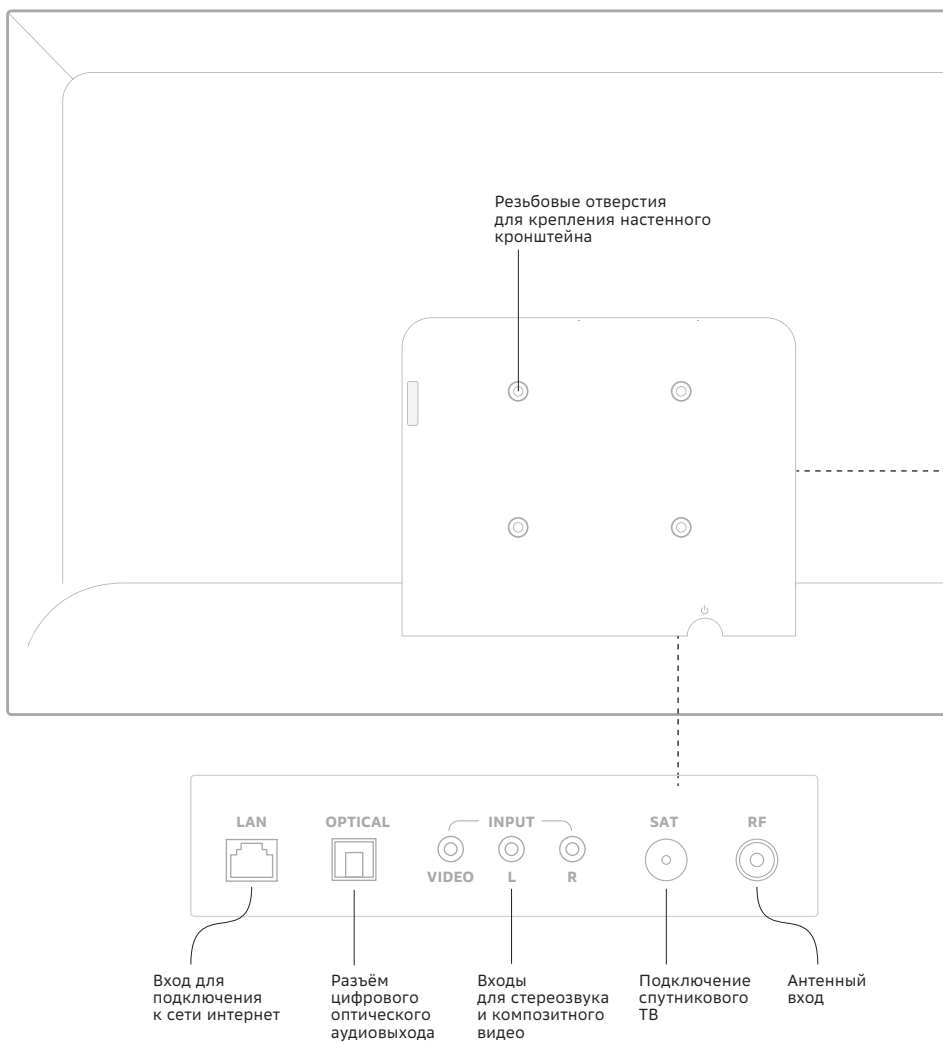 Резьбовые отверстия
для крепления настенного
кронштейна
LAN
OPTICAL
INPUT
SAT
RF
VIDEO
L
R
Вход для
подключения
к сети интернет
Разъём
цифрового
оптического
аудиовыхода
Входы
для стереозвука
и композитного
видео
Подключение
спутникового
ТВ
Антенный
вход